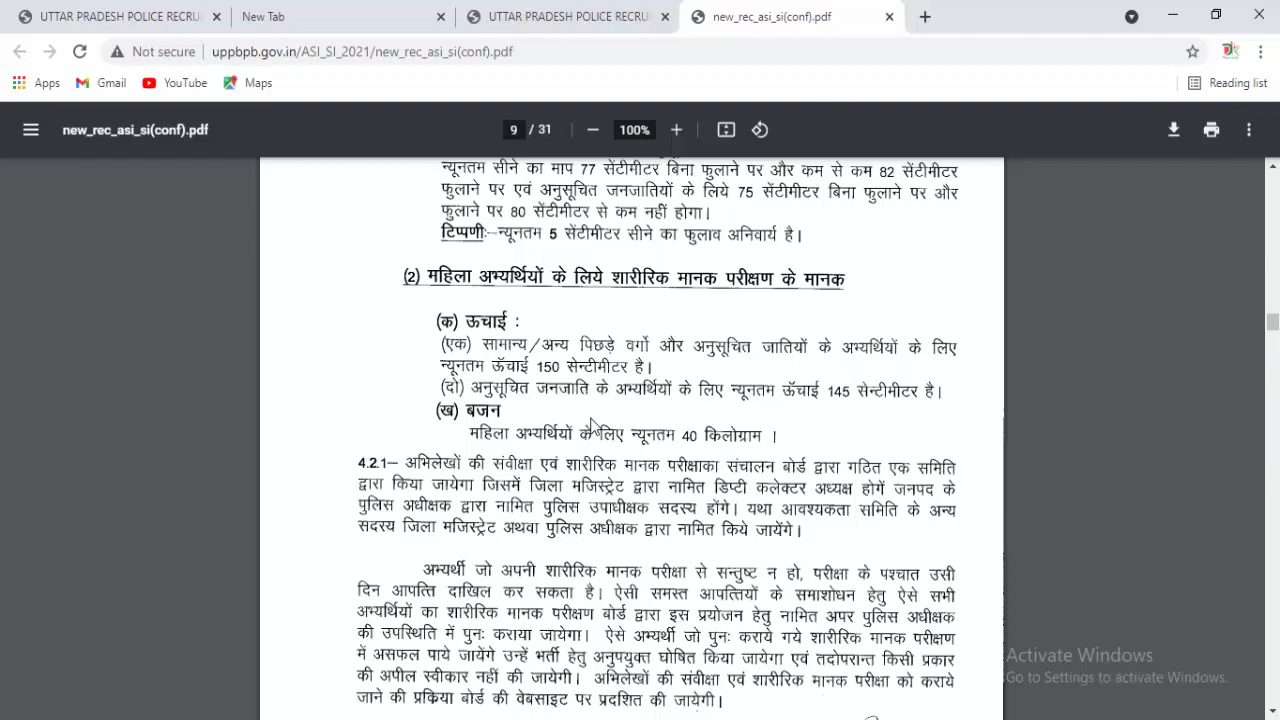 UTTAR PRADESH POLICE RECRUI
New Tab
UTTAR PRADESH POLICE RECRUI
new_rec_asi_si(conf).pdf
Not secure
uppbpb.gov.in/ASI_SI_2021/new_rec_asi_si(conf).pdf
Apps
Gmail
YouTube
Maps
Reading list
new_rec_asi_si(conf).pdf
9 / 31
100%
न्यूनतम सीने का माप 77 सेंटीमीटर बिना फुलाने पर और कम से कम 82 सेंटीमीटर
फुलाने पर एवं अनुसूचित जनजातियों के लिये 75 सेंटीमीटर बिना फुलाने पर और
फुलाने पर 80 सेंटीमीटर से कम नहीं होगा।
टिप्पणीः–न्यूनतम 5 सेंटीमीटर सीने का फुलाव अनिवार्य है।
(2) महिला अभ्यर्थियों के लिये शारीरिक मानक परीक्षण के मानक
(क) ऊचाई :
(एक) सामान्य/अन्य पिछड़े वर्गो और अनुसूचित जातियों के अभ्यर्थियों के लिए
न्यूनतम ऊँचाई 150 सेन्टीमीटर है।
(दो) अनुसूचित जनजाति के अभ्यर्थियों के लिए न्यूनतम ऊँचाई 145 सेन्टीमीटर है।
(ख) बजन
महिला अभ्यर्थियों के लिए न्यूनतम 40 किलोग्राम ।
4.2.1– अभिलेखों की संवीक्षा एवं शारीरिक मानक परीक्षाका संचालन बोर्ड द्वारा गठित एक समिति
द्वारा किया जायेगा जिसमें जिला मजिस्ट्रेट द्वारा नामित डिप्टी कलेक्टर अध्यक्ष होगें जनपद के
पुलिस अधीक्षक द्वारा नामित पुलिस उपाधीक्षक सदस्य होंगे। यथा आवश्यकता समिति के अन्य
सदस्य जिला मजिस्ट्रेट अथवा पुलिस अधीक्षक द्वारा नामित किये जायेंगे।
अभ्यर्थी जो अपनी शारीरिक मानक परीक्षा से सन्तुष्ट न हो, परीक्षा के पश्चात उसी
दिन आपत्ति दाखिल कर सकता है। ऐसी समस्त आपत्तियों के समाशोधन हेतु ऐसे सभी
अभ्यर्थियों का शारीरिक मानक परीक्षण बोर्ड द्वारा इस प्रयोजन हेतु नामित अपर पुलिस अधीक्षक
की उपस्थिति में पुनः कराया जायेगा। ऐसे अभ्यर्थी जो पुनः कराये गये शारीरिक मानक परीक्षण
में असफल पाये जायेंगे उन्हें भर्ती हेतु अनुपयुक्त घोषित किया जायेगा एवं तदोपरान्त किसी प्रकार
की अपील स्वीकार नहीं की जायेगी। अभिलेखों की संवीक्षा एवं शारीरिक मानक परीक्षा को कराये
जाने की प्रक्रिया बोर्ड की वेबसाइट पर प्रदशित की जायेगी।
Activate Windows
Go to Settings to activate Windows.